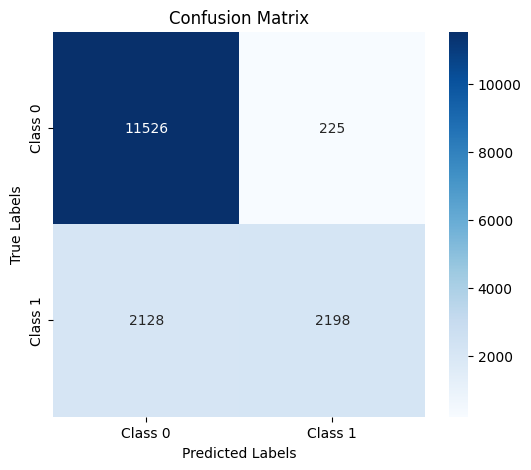 Confusion Matrix
True Labels
Class 0
11526 225
Class 1
2128 2198
Class 0 Class 1
Predicted Labels
10000
8000
6000
4000
2000